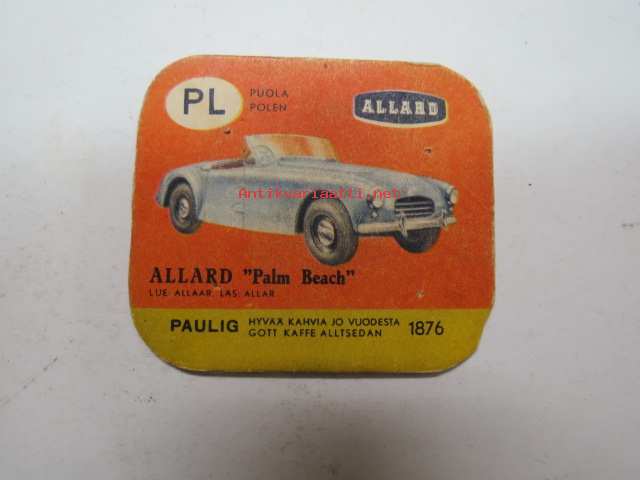 PL
PUOLA
POLEN
ALLARD
Antikvariaatti.net
ALLARD "Palm Beach"
LUE: ALLAAR, LÄS: ALLAR
PAULIG
HYVÄÄ KAHVIA JO VUODESTA
GOTT KAFFE ALLTSEDAN
1876